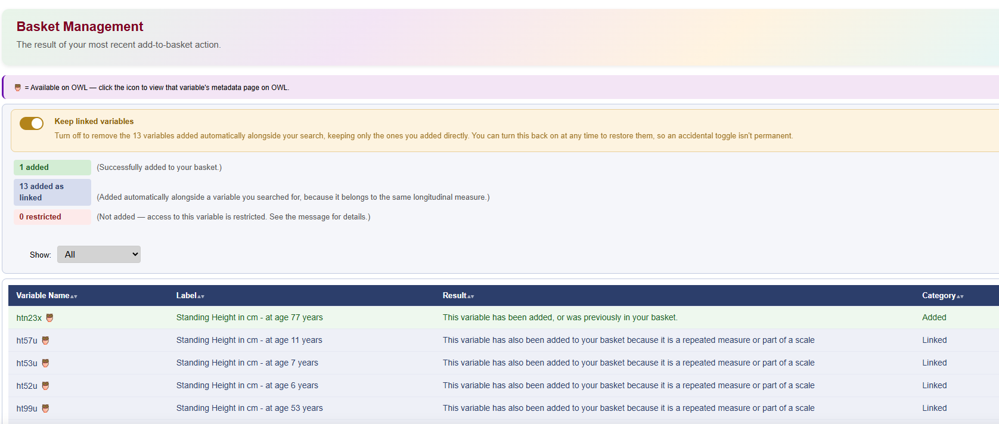 Basket Management
The result of your most recent add-to-basket action.
= Available on OWL — click the icon to view that variable's metadata page on OWL.
Keep linked variables
Turn off to remove the 13 variables added automatically alongside your search, keeping only the ones you added directly. You can turn this back on at any time to restore them, so an accidental toggle isn't permanent.
1 added (Successfully added to your basket.)
13 added as
linked (Added automatically alongside a variable you searched for, because it belongs to the same longitudinal measure.)
0 restricted (Not added — access to this variable is restricted. See the message for details.)
Show: All
Variable Name Label Result Category
htn23x Standing Height in cm - at age 77 years This variable has been added, or was previously in your basket. Added
ht57u Standing Height in cm - at age 11 years This variable has also been added to your basket because it is a repeated measure or part of a scale Linked
ht53u Standing Height in cm - at age 7 years This variable has also been added to your basket because it is a repeated measure or part of a scale Linked
ht52u Standing Height in cm - at age 6 years This variable has also been added to your basket because it is a repeated measure or part of a scale Linked
ht99u Standing Height in cm - at age 53 years This variable has also been added to your basket because it is a repeated measure or part of a scale Linked